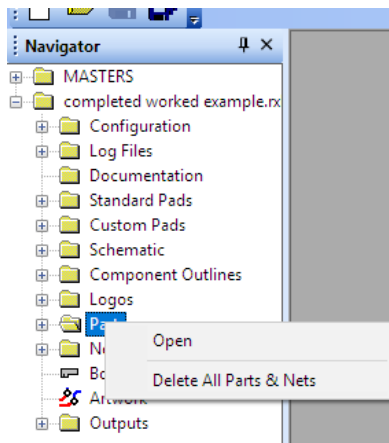 Navigator
MASTERS
completed worked example.rx
Configuration
Log Files
Documentation
Standard Pads
Custom Pads
Schematic
Component Outlines
Logos
Open
Delete All Parts & Nets
Outputs